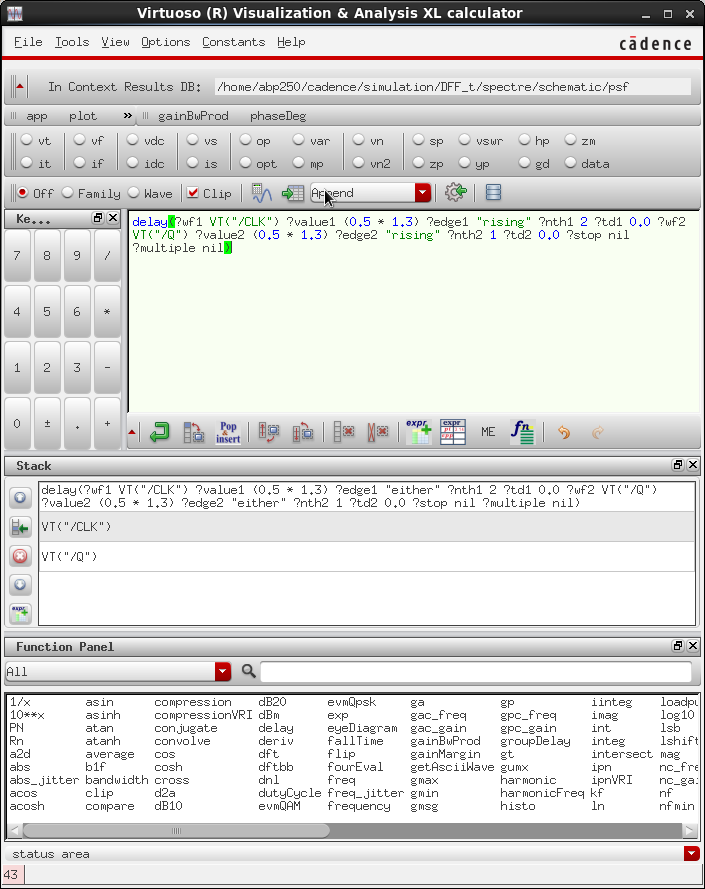 Virtuoso (R) Visualization & Analysis XL calculator
File Tools View Options Constants Help
cādence
In Context Results DB: /home/abp250/cadence/simulation/DFF_t/spectre/schematic/psf
app plot » gainBwProd phaseDeg
vt vf vdc vs op var vn sp vswr hp zm
it if idc is opt mp vn2 zp yp gd data
Off Family Wave Clip Append
Ke...
7 8 9 /
4 5 6 *
1 2 3 -
0 ± . +
delay(?wf1 VT("/CLK") ?value1 (0.5 * 1.3) ?edge1 "rising" ?nth1 2 ?td1 0.0 ?wf2
VT("/Q") ?value2 (0.5 * 1.3) ?edge2 "rising" ?nth2 1 ?td2 0.0 ?stop nil
?multiple nil)
Pop insert expr expr ME fn
Stack
delay(?wf1 VT("/CLK") ?value1 (0.5 * 1.3) ?edge1 "either" ?nth1 2 ?td1 0.0 ?wf2 VT("/Q")
?value2 (0.5 * 1.3) ?edge2 "either" ?nth2 1 ?td2 0.0 ?stop nil ?multiple nil)
VT("/CLK")
VT("/Q")
expr
Function Panel
All
1/x asin compression dB20 evmQpsk ga gp iinteg loadpu
10**x asinh compressionVRI dBm exp gac_freq gpc_freq imag log10
PN atan conjugate delay eyeDiagram gac_gain gpc_gain int lsb
Rn atanh convolve deriv fallTime gainBwProd groupDelay integ lshift
a2d average cos dft flip gainMargin gt intersect mag
abs b1f cosh dftbb fourEval getAsciiWave gumx ipn nc_fre
abs_jitter bandwidth cross dnl freq gmax harmonic ipnVRI nc_gai
acos clip d2a dutyCycle freq_jitter gmin harmonicFreq kf nf
acosh compare dB10 evmQAM frequency gmsg histo ln nfmin
status area
43